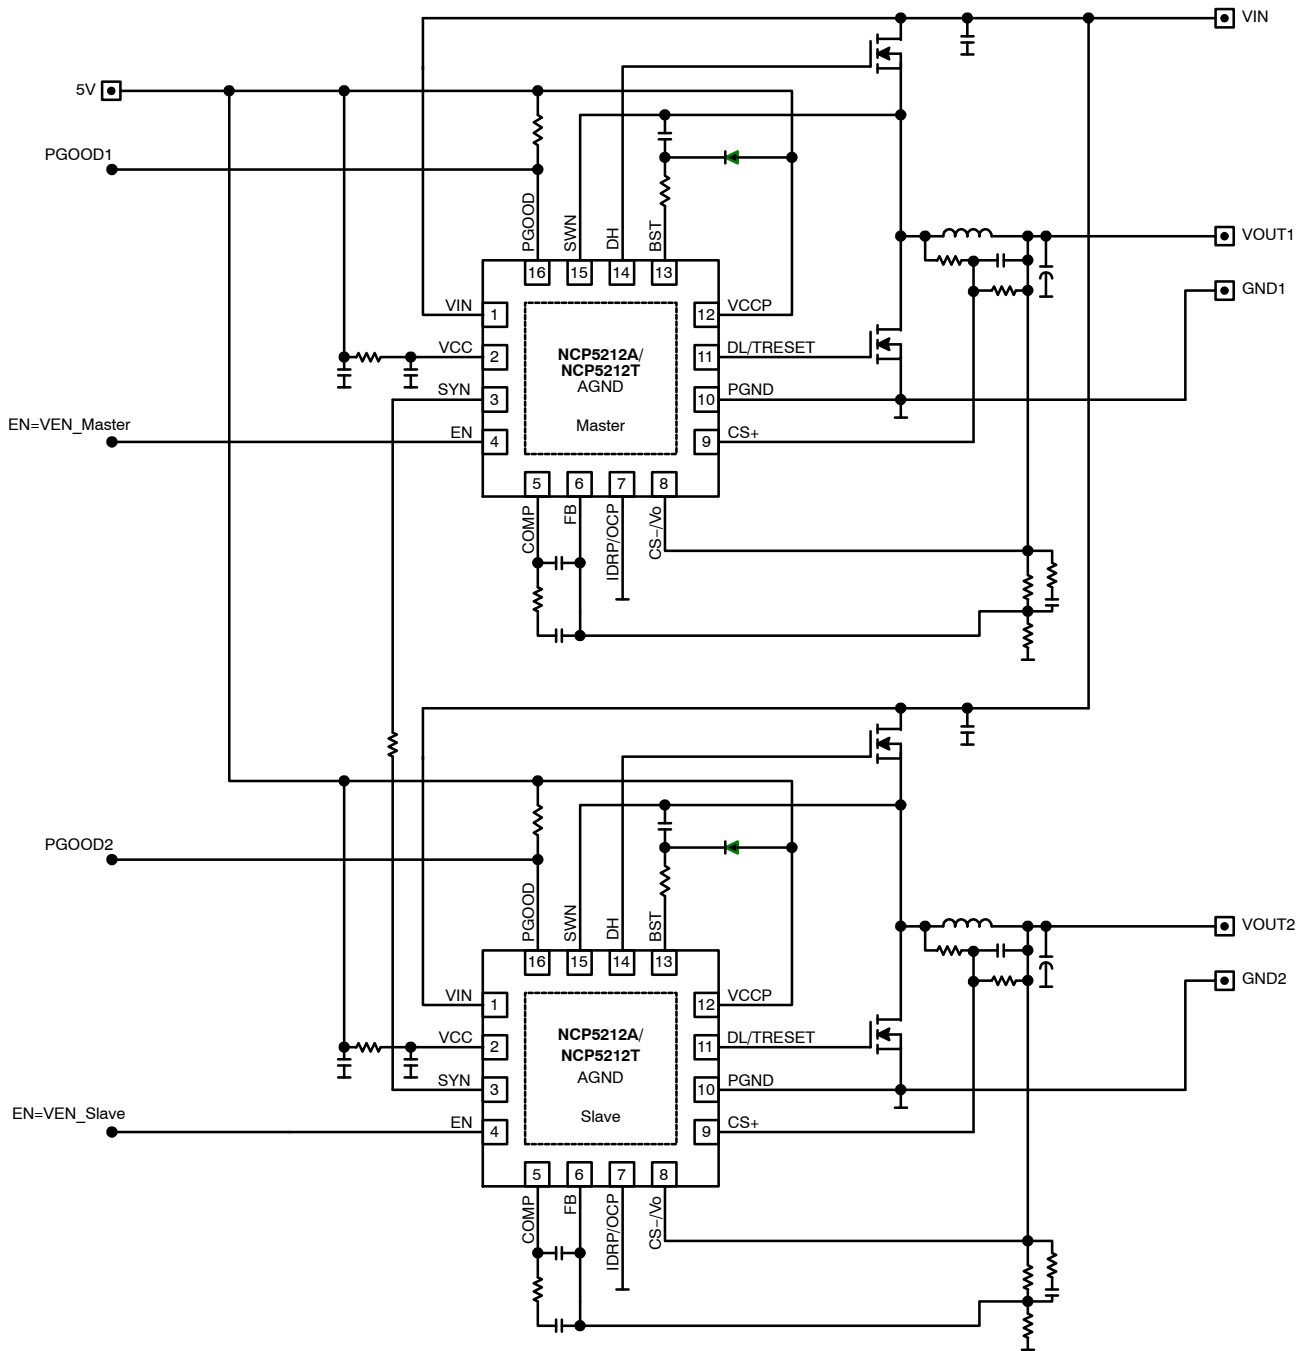 VIN
5V
PGOOD1
PGOOD
SWN
DH
BST
16
15
14
13
VOUT1
GND1
VIN
1
12
VCCP
VCC
2
11
DL/TRESET
SYN
3
10
PGND
EN=VEN_Master
EN
4
9
CS+
NCP5212A/
NCP5212T
AGND
Master
5
6
7
8
COMP
FB
IDRP/OCP
CS−/Vo
PGOOD2
PGOOD
SWN
DH
BST
16
15
14
13
VOUT2
GND2
VIN
1
12
VCCP
VCC
2
11
DL/TRESET
SYN
3
10
PGND
EN=VEN_Slave
EN
4
9
CS+
NCP5212A/
NCP5212T
AGND
Slave
5
6
7
8
COMP
FB
IDRP/OCP
CS−/Vo